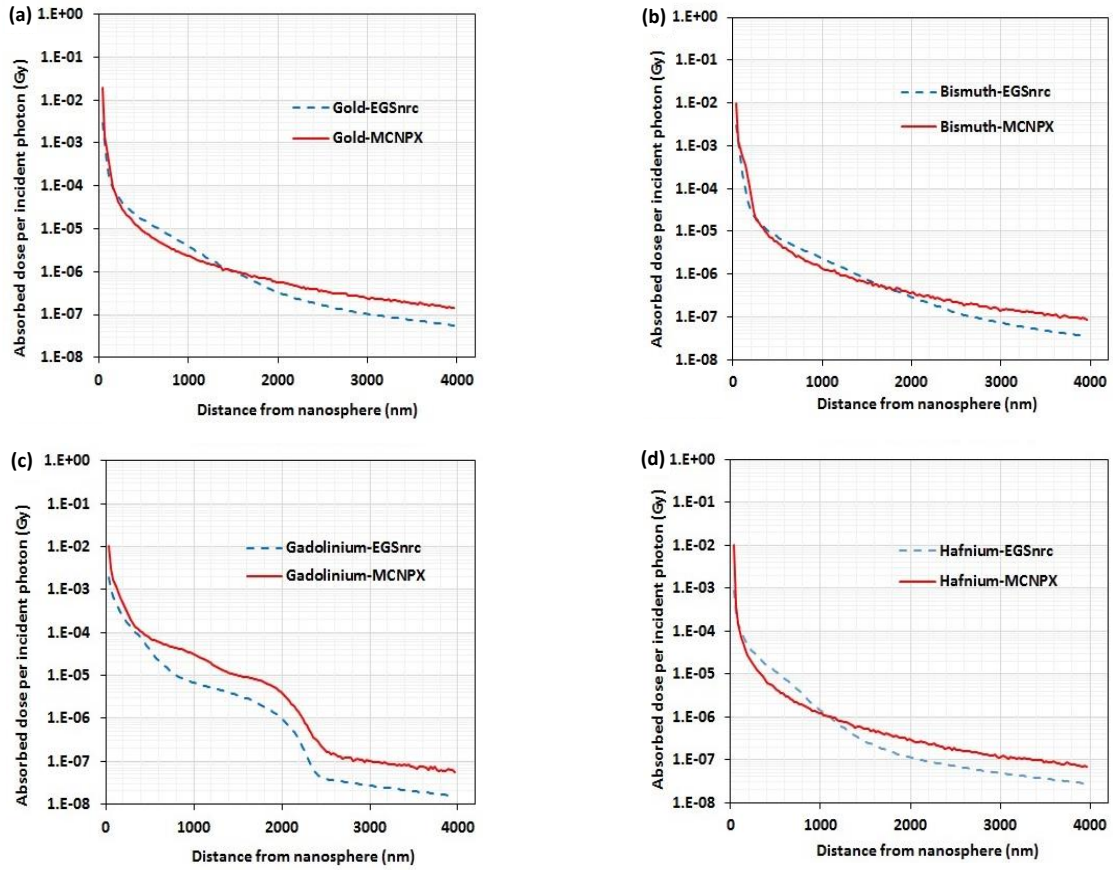 (a)
1.E+00
1.E-01
1.E-02
1.E-03
1.E-04
1.E-05
1.E-06
1.E-07
1.E-08
Absorbed dose per incident photon (Gy)
Gold-EGSnrc
Gold-MCNPX
0 1000 2000 3000 4000
Distance from nanosphere (nm)
(b)
1.E+00
1.E-01
1.E-02
1.E-03
1.E-04
1.E-05
1.E-06
1.E-07
1.E-08
Absorbed dose per incident photon (Gy)
Bismuth-EGSnrc
Bismuth-MCNPX
0 1000 2000 3000 4000
Distance from nanosphere (nm)
(c)
1.E+00
1.E-01
1.E-02
1.E-03
1.E-04
1.E-05
1.E-06
1.E-07
1.E-08
Absorbed dose per incident photon (Gy)
Gadolinium-EGSnrc
Gadolinium-MCNPX
0 1000 2000 3000 4000
Distance from nanosphere (nm)
(d)
1.E+00
1.E-01
1.E-02
1.E-03
1.E-04
1.E-05
1.E-06
1.E-07
1.E-08
Absorbed dose per incident photon (Gy)
Hafnium-EGSnrc
Hafnium-MCNPX
0 1000 2000 3000 4000
Distance from nanosphere (nm)